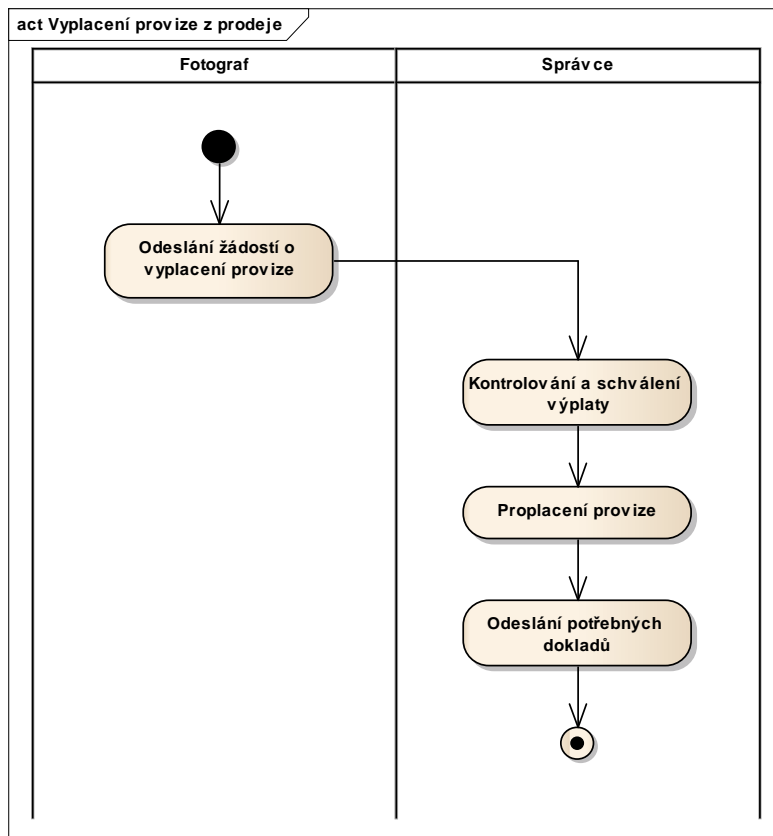 act Vyplacení provize z prodeje
Fotograf
Správce
Odeslání žádostí o
vyplacení provize
Kontrolování a schválení
výplaty
Proplacení provize
Odeslání potřebných
dokladů